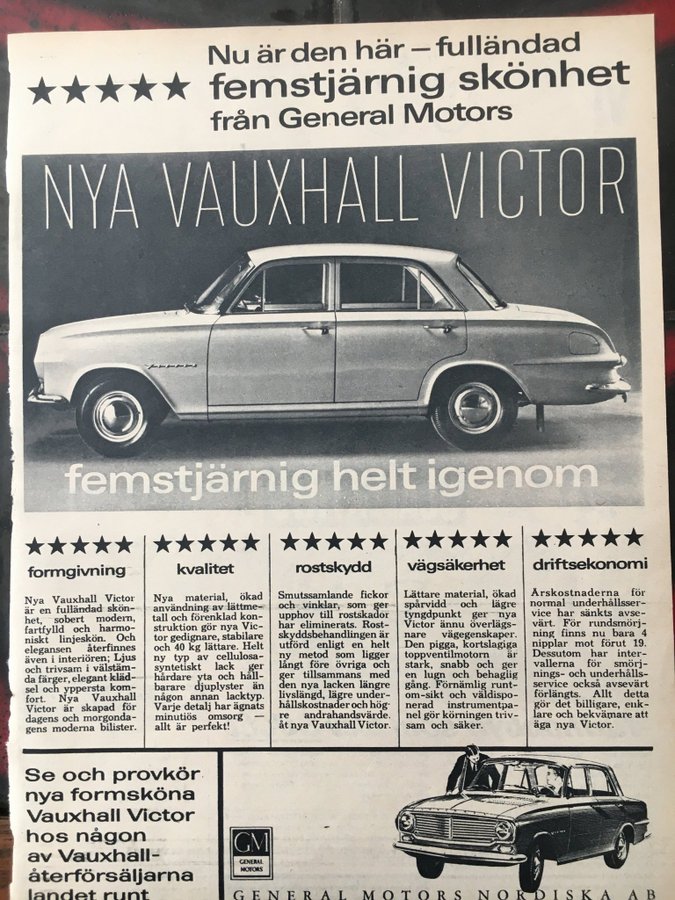 Nu är den här – fulländad
★★★★★ femstjärnig skönhet
från General Motors
NYA VAUXHALL VICTOR
femstjärnig helt igenom
★★★★★
formgivning
Nya Vauxhall Victor
är en fulländad skön-
het, sobert modern,
fartfylld och harmo-
niskt linjeskön. Och
elegansen återfinnes
även i interiören; Ljus
och trivsam i välstäm-
da färger, elegant kläd-
sel och yppersta kom-
fort. Nya Vauxhall
Victor är skapad för
dagens och morgonda-
gens moderna bilister.
★★★★★
kvalitet
Nya material, ökad
användning av lättme-
tall och förenklad kon-
struktion gör nya Vic-
tor gedignare, stabilare
och 40 kg lättare. Helt
ny typ av cellulosa-
syntetisk lack ger
hårdare yta och håll-
barare djuplyster än
någon annan lacktyp.
Varje detalj har ägnats
minutiös omsorg —
allt är perfekt!
★★★★★
rostskydd
Smutssamlande fickor
och vinklar, som ger
upphov till rostskador
har eliminerats. Rost-
skyddsbehandlingen är
utförd enligt en helt
ny metod som ligger
långt före övriga och
ger tillsammans med
den nya lacken längre
livslängd, lägre under-
hållskostnader och hög-
re andrahandsvärde.
åt nya Vauxhall Victor.
★★★★★
vägsäkerhet
Lättare material, ökad
spårvidd och lägre
tyngdpunkt ger nya
Victor ännu överlägs-
nare vägegenskaper.
Den pigga, kortslagiga
toppventilmotorn är
stark, snabb och ger
en lugn och behaglig
gång. Förnämlig runt-
om-sikt och väldispo-
nerad instrumentpa-
nel gör körningen triv-
sam och säker.
★★★★★
driftsekonomi
Årskostnaderna för
normal underhållsser-
vice har sänkts avse-
värt. För rundsmörj-
ning finns nu bara 4
nipplar mot förut 19.
Dessutom har inter-
vallerna för smörj-
nings- och underhålls-
service också avsevärt
förlängts. Allt detta
gör det billigare, enk-
lare och bekvämare att
äga nya Victor.
Se och provkör
nya formsköna
Vauxhall Victor
hos någon
av Vauxhall-
återförsäljarna
landet runt
GM
GENERAL
MOTORS
GENERAL MOTORS NORDISKA AB